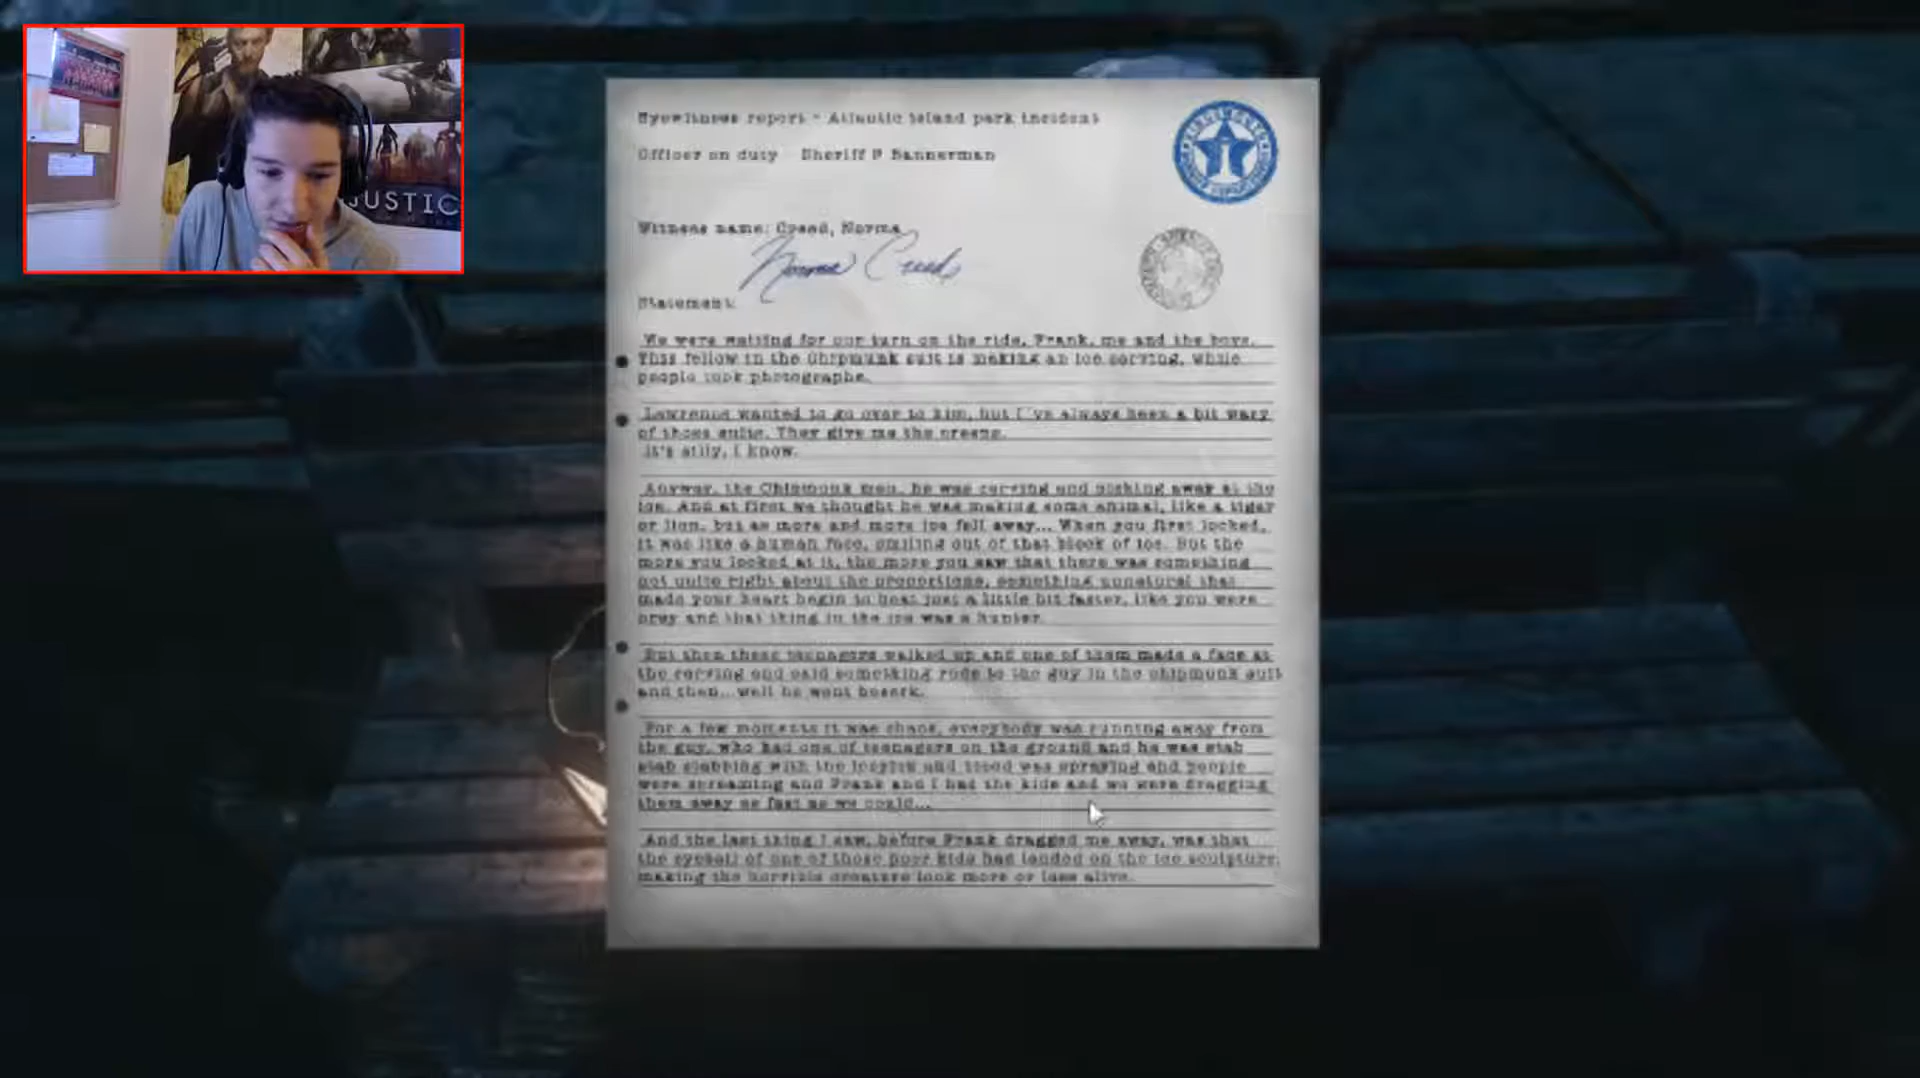 JUSTIC
Eyewitness report - Atlantic island park incident
Officer on duty Sheriff P Bannerman
Witness name: Creed, Norma
Norma Creed
Statement:
We were waiting for our turn on the ride, Frank, me and the boys.
This fellow in the Chipmunk suit is making an ice carving, while
people took photographs.
Lawrence wanted to go over to him, but I've always been a bit wary
of those suits. They give me the creeps.
It's silly, I know.
Anyway, the Chipmunk man, he was carving and picking away at the
ice. And at first we thought he was making some animal, like a tiger
or lion, but as more and more ice fell away... When you first looked,
it was like a human face, smiling out of that block of ice. But the
more you looked at it, the more you saw that there was something
not quite right about the proportions, something unnatural that
made your heart begin to beat just a little bit faster, like you were
prey and that thing in the ice was a hunter.
But then these teenagers walked up and one of them made a face at
the carving and said something rude to the guy in the chipmunk suit
and then...well he went beserk.
For a few moments it was chaos, everybody was running away from
the guy, who had one of teenagers on the ground and he was stab
stab stabbing with the icepick and blood was spraying and people
were screaming and Frank and I had the kids and we were dragging
them away as fast as we could...
And the last thing I saw, before Frank dragged me away, was that
the eyeball of one of those poor kids had landed on the ice sculpture,
making the horrible creature look more or less alive.